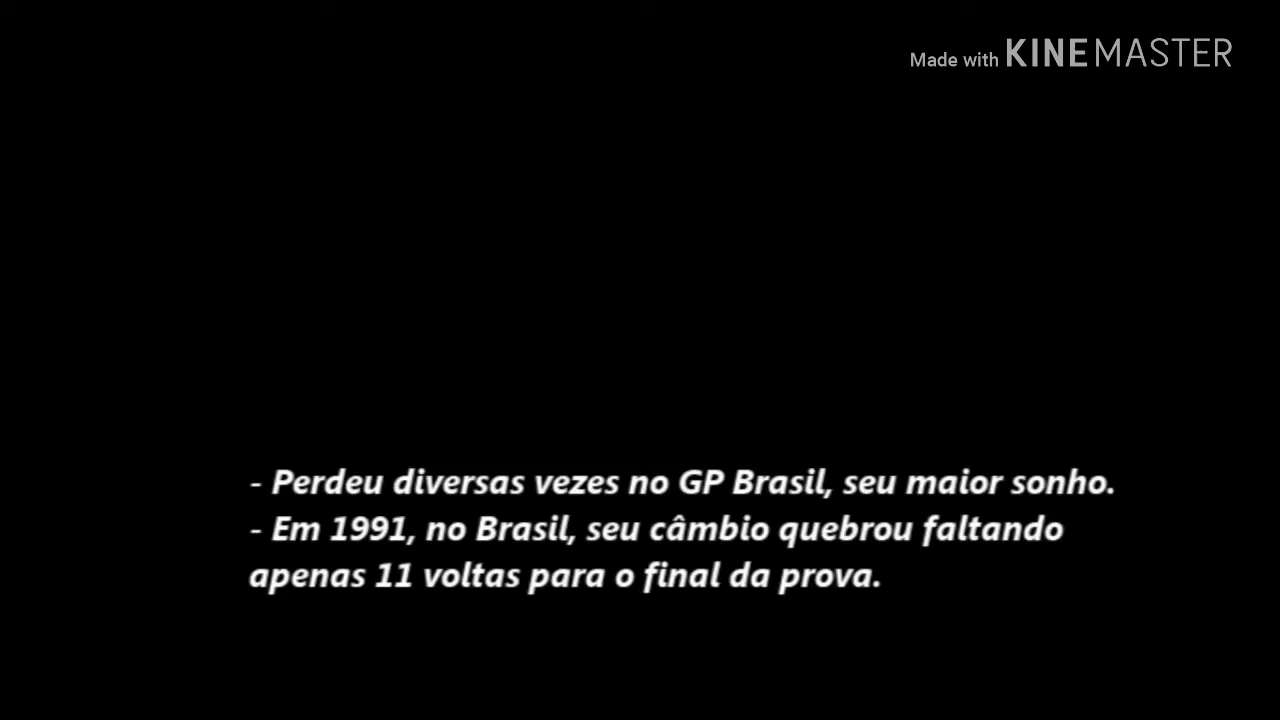 Made with KINEMASTER
- Perdeu diversas vezes no GP Brasil, seu maior sonho.
- Em 1991, no Brasil, seu câmbio quebrou faltando
apenas 11 voltas para o final da prova.